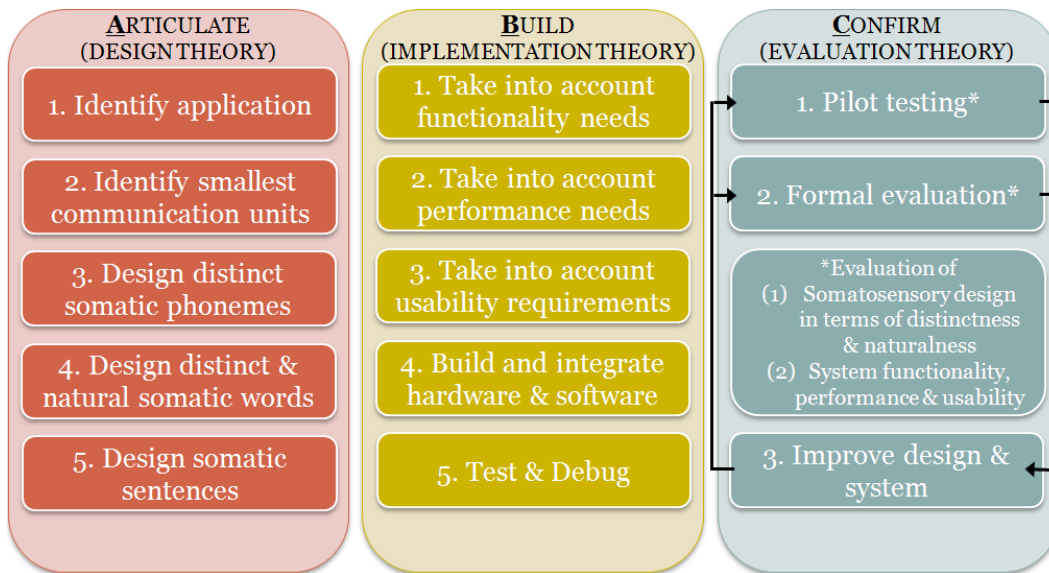 ARTICULATE
(DESIGN THEORY)
1. Identify application
2. Identify smallest
communication units
3. Design distinct
somatic phonemes
4. Design distinct &
natural somatic words
5. Design somatic
sentences
BUILD
(IMPLEMENTATION THEORY)
1. Take into account
functionality needs
2. Take into account
performance needs
3. Take into account
usability requirements
4. Build and integrate
hardware & software
5. Test & Debug
CONFIRM
(EVALUATION THEORY)
1. Pilot testing*
2. Formal evaluation*
*Evaluation of
(1) Somatosensory design
in terms of distinctness
& naturalness
(2) System functionality,
performance & usability
3. Improve design &
system